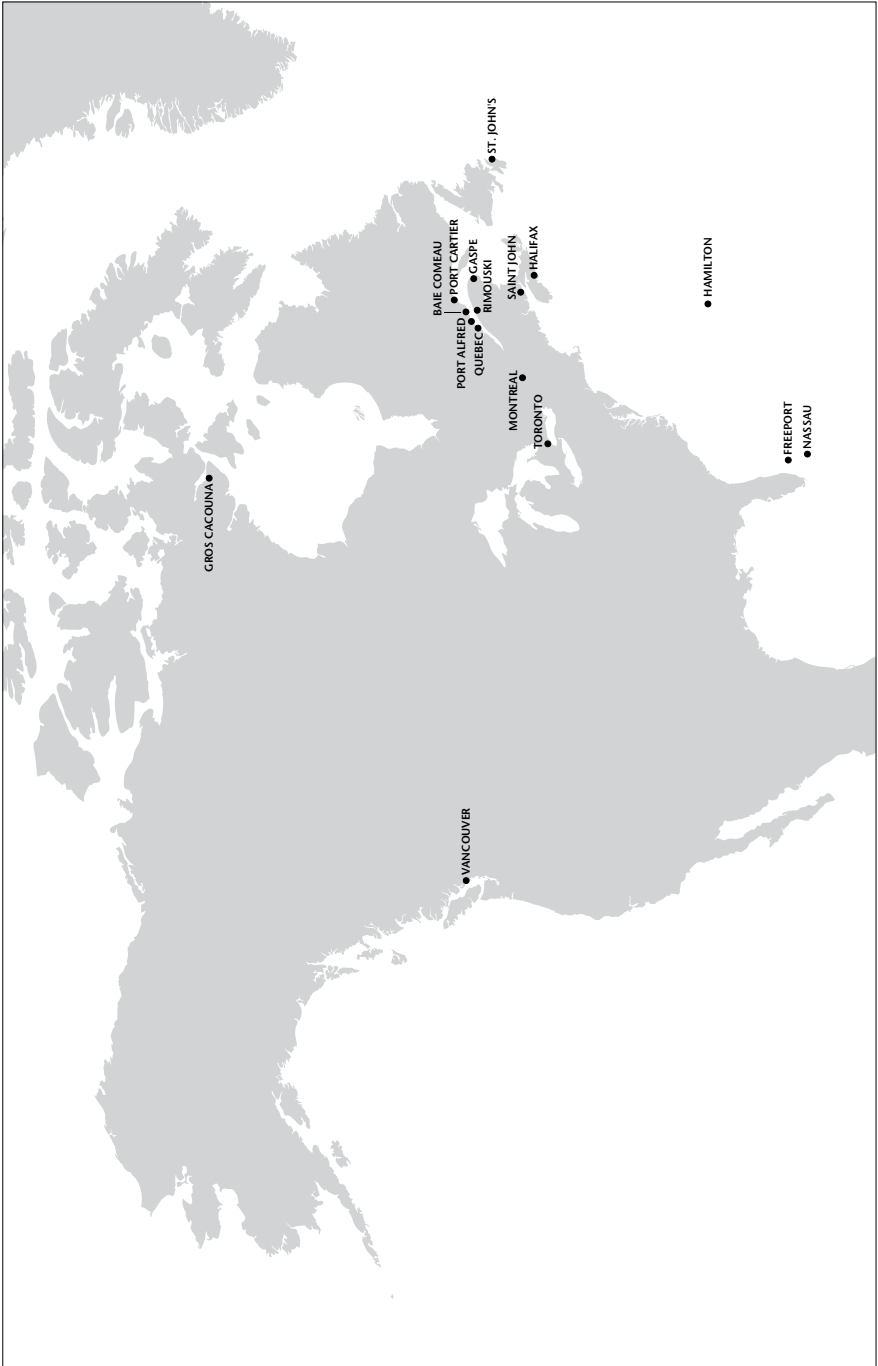 ST. JOHN'S
BAIE COMEAU
PORT CARTIER
GASPE
RIMOUSKI
PORT ALFRED
QUEBEC
SAINT JOHN
HALIFAX
MONTREAL
TORONTO
HAMILTON
FREEPORT
NASSAU
GROS CACOUNA
VANCOUVER